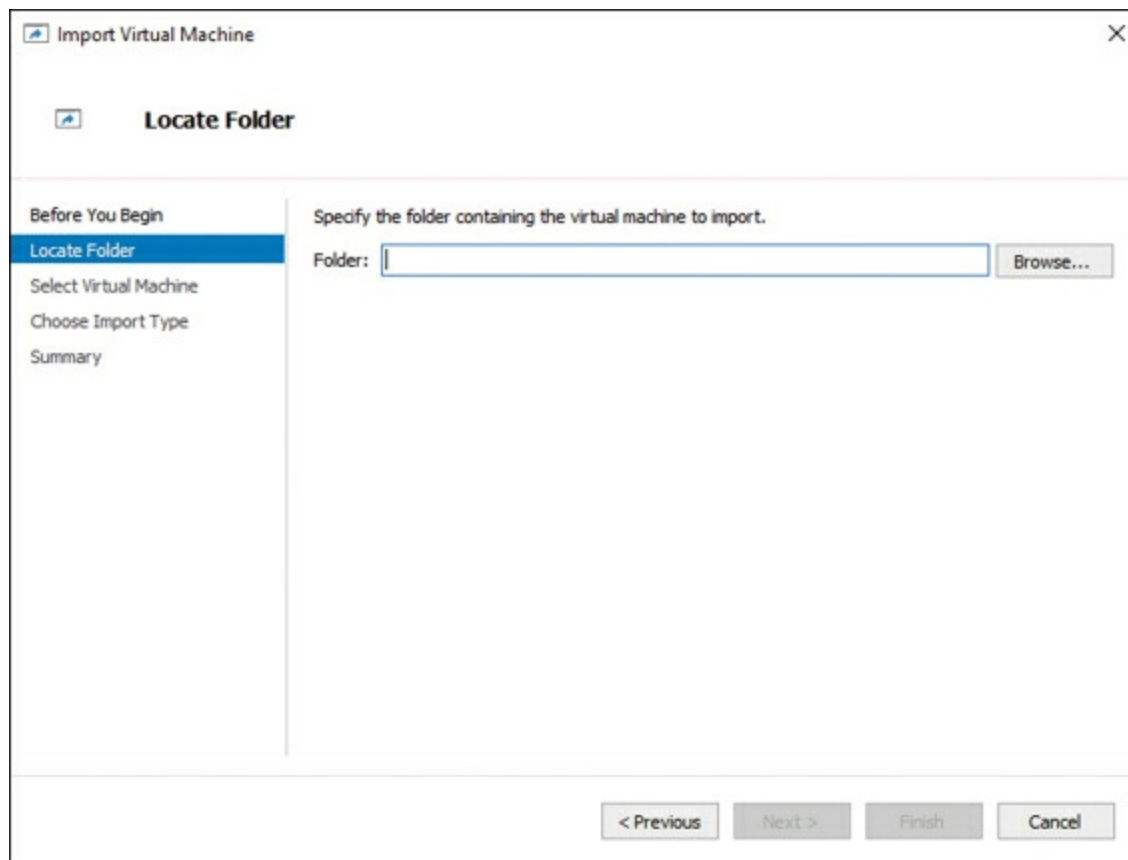 Import Virtual Machine
Locate Folder
Before You Begin
Locate Folder
Select Virtual Machine
Choose Import Type
Summary
Specify the folder containing the virtual machine to import.
Folder:
Browse...
< Previous
Next >
Finish
Cancel